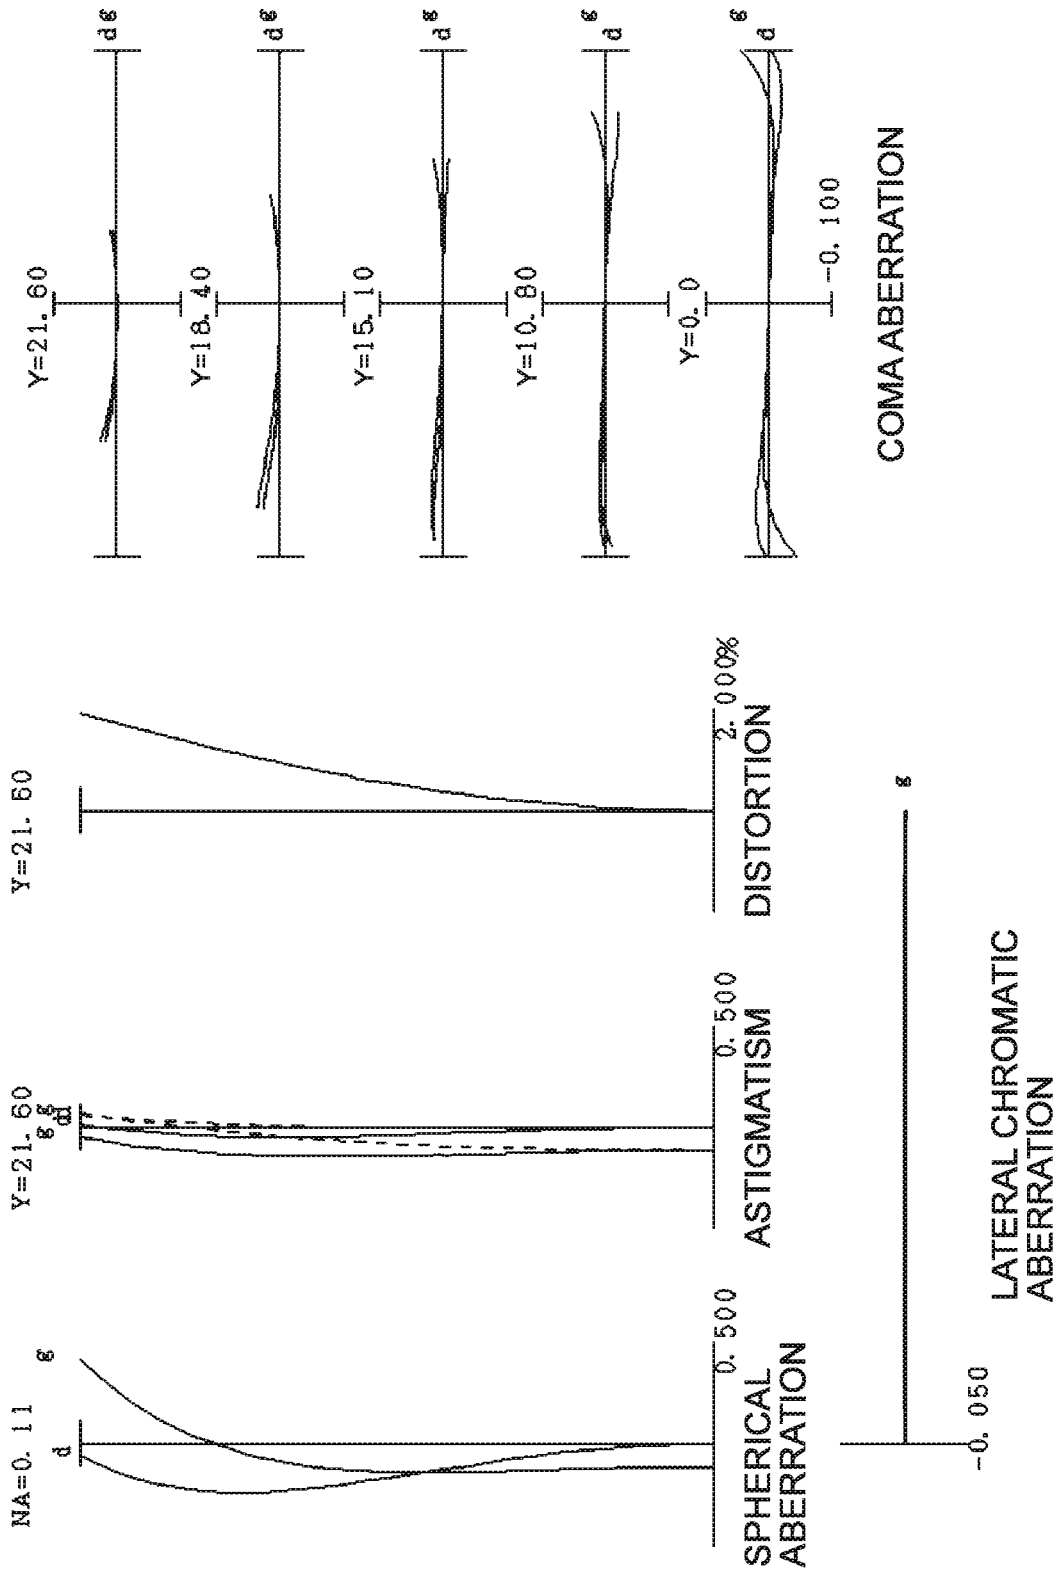 NA=0. 11
d
g
0. 500
SPHERICAL
ABERRATION
Y=21. 60
g
g
d
d
0. 500
ASTIGMATISM
Y=21. 60
2. 000%
DISTORTION
Y=21. 60
d g
Y=18. 40
d g
Y=15. 10
d g
Y=10. 80
d g
Y=0. 0
d g
-0. 100
COMA ABERRATION
g
-0. 050
LATERAL CHROMATIC
ABERRATION